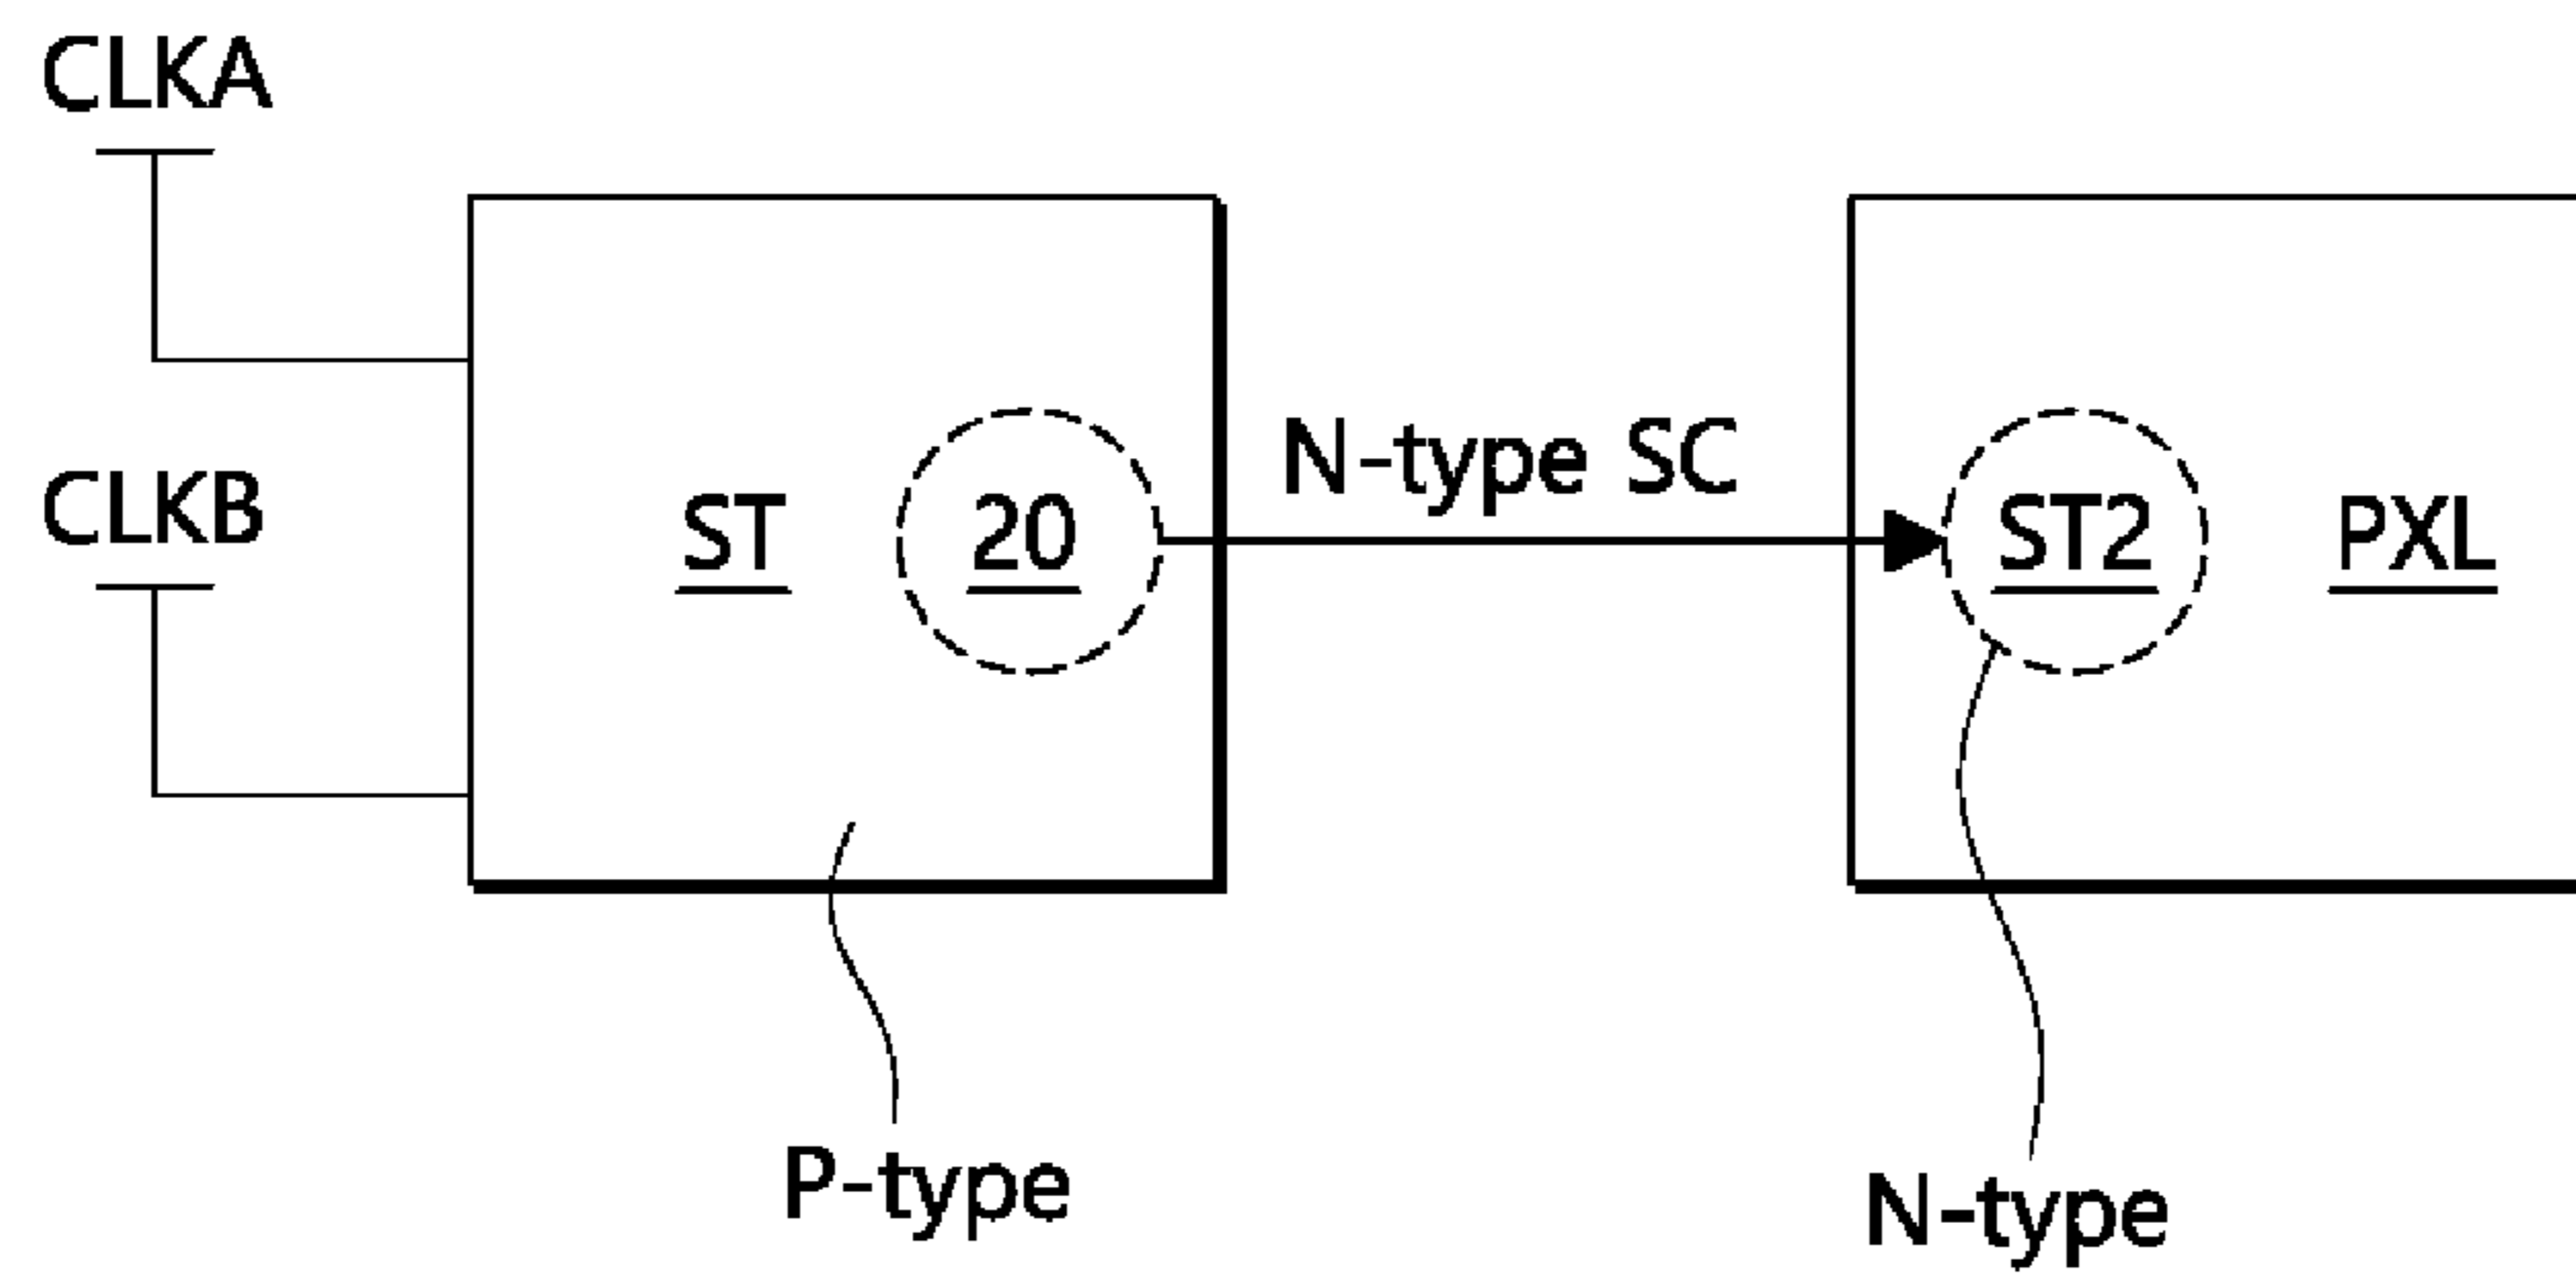 CLKA
CLKB
ST
20
N-type SC
ST2
PXL
P-type
N-type